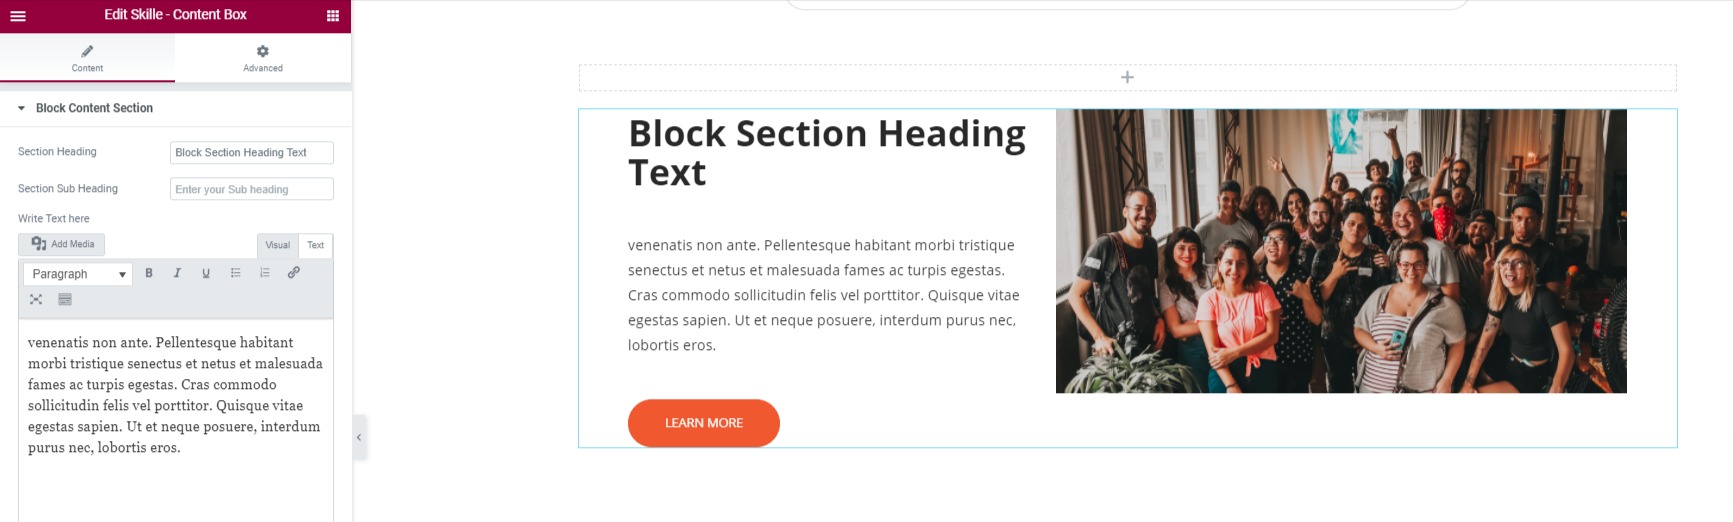 Edit Skille - Content Box
Content
Advanced
Block Content Section
Section Heading
Block Section Heading Text
Section Sub Heading
Enter your Sub heading
Write Text here
Add Media
Visual
Text
Paragraph
B I U
venenatis non ante. Pellentesque habitant
morbi tristique senectus et netus et malesuada
fames ac turpis egestas. Cras commodo
sollicitudin felis vel porttitor. Quisque vitae
egestas sapien. Ut et neque posuere, interdum
purus nec, lobortis eros.
Block Section Heading
Text
venenatis non ante. Pellentesque habitant morbi tristique
senectus et netus et malesuada fames ac turpis egestas.
Cras commodo sollicitudin felis vel porttitor. Quisque vitae
egestas sapien. Ut et neque posuere, interdum purus nec,
lobortis eros.
LEARN MORE